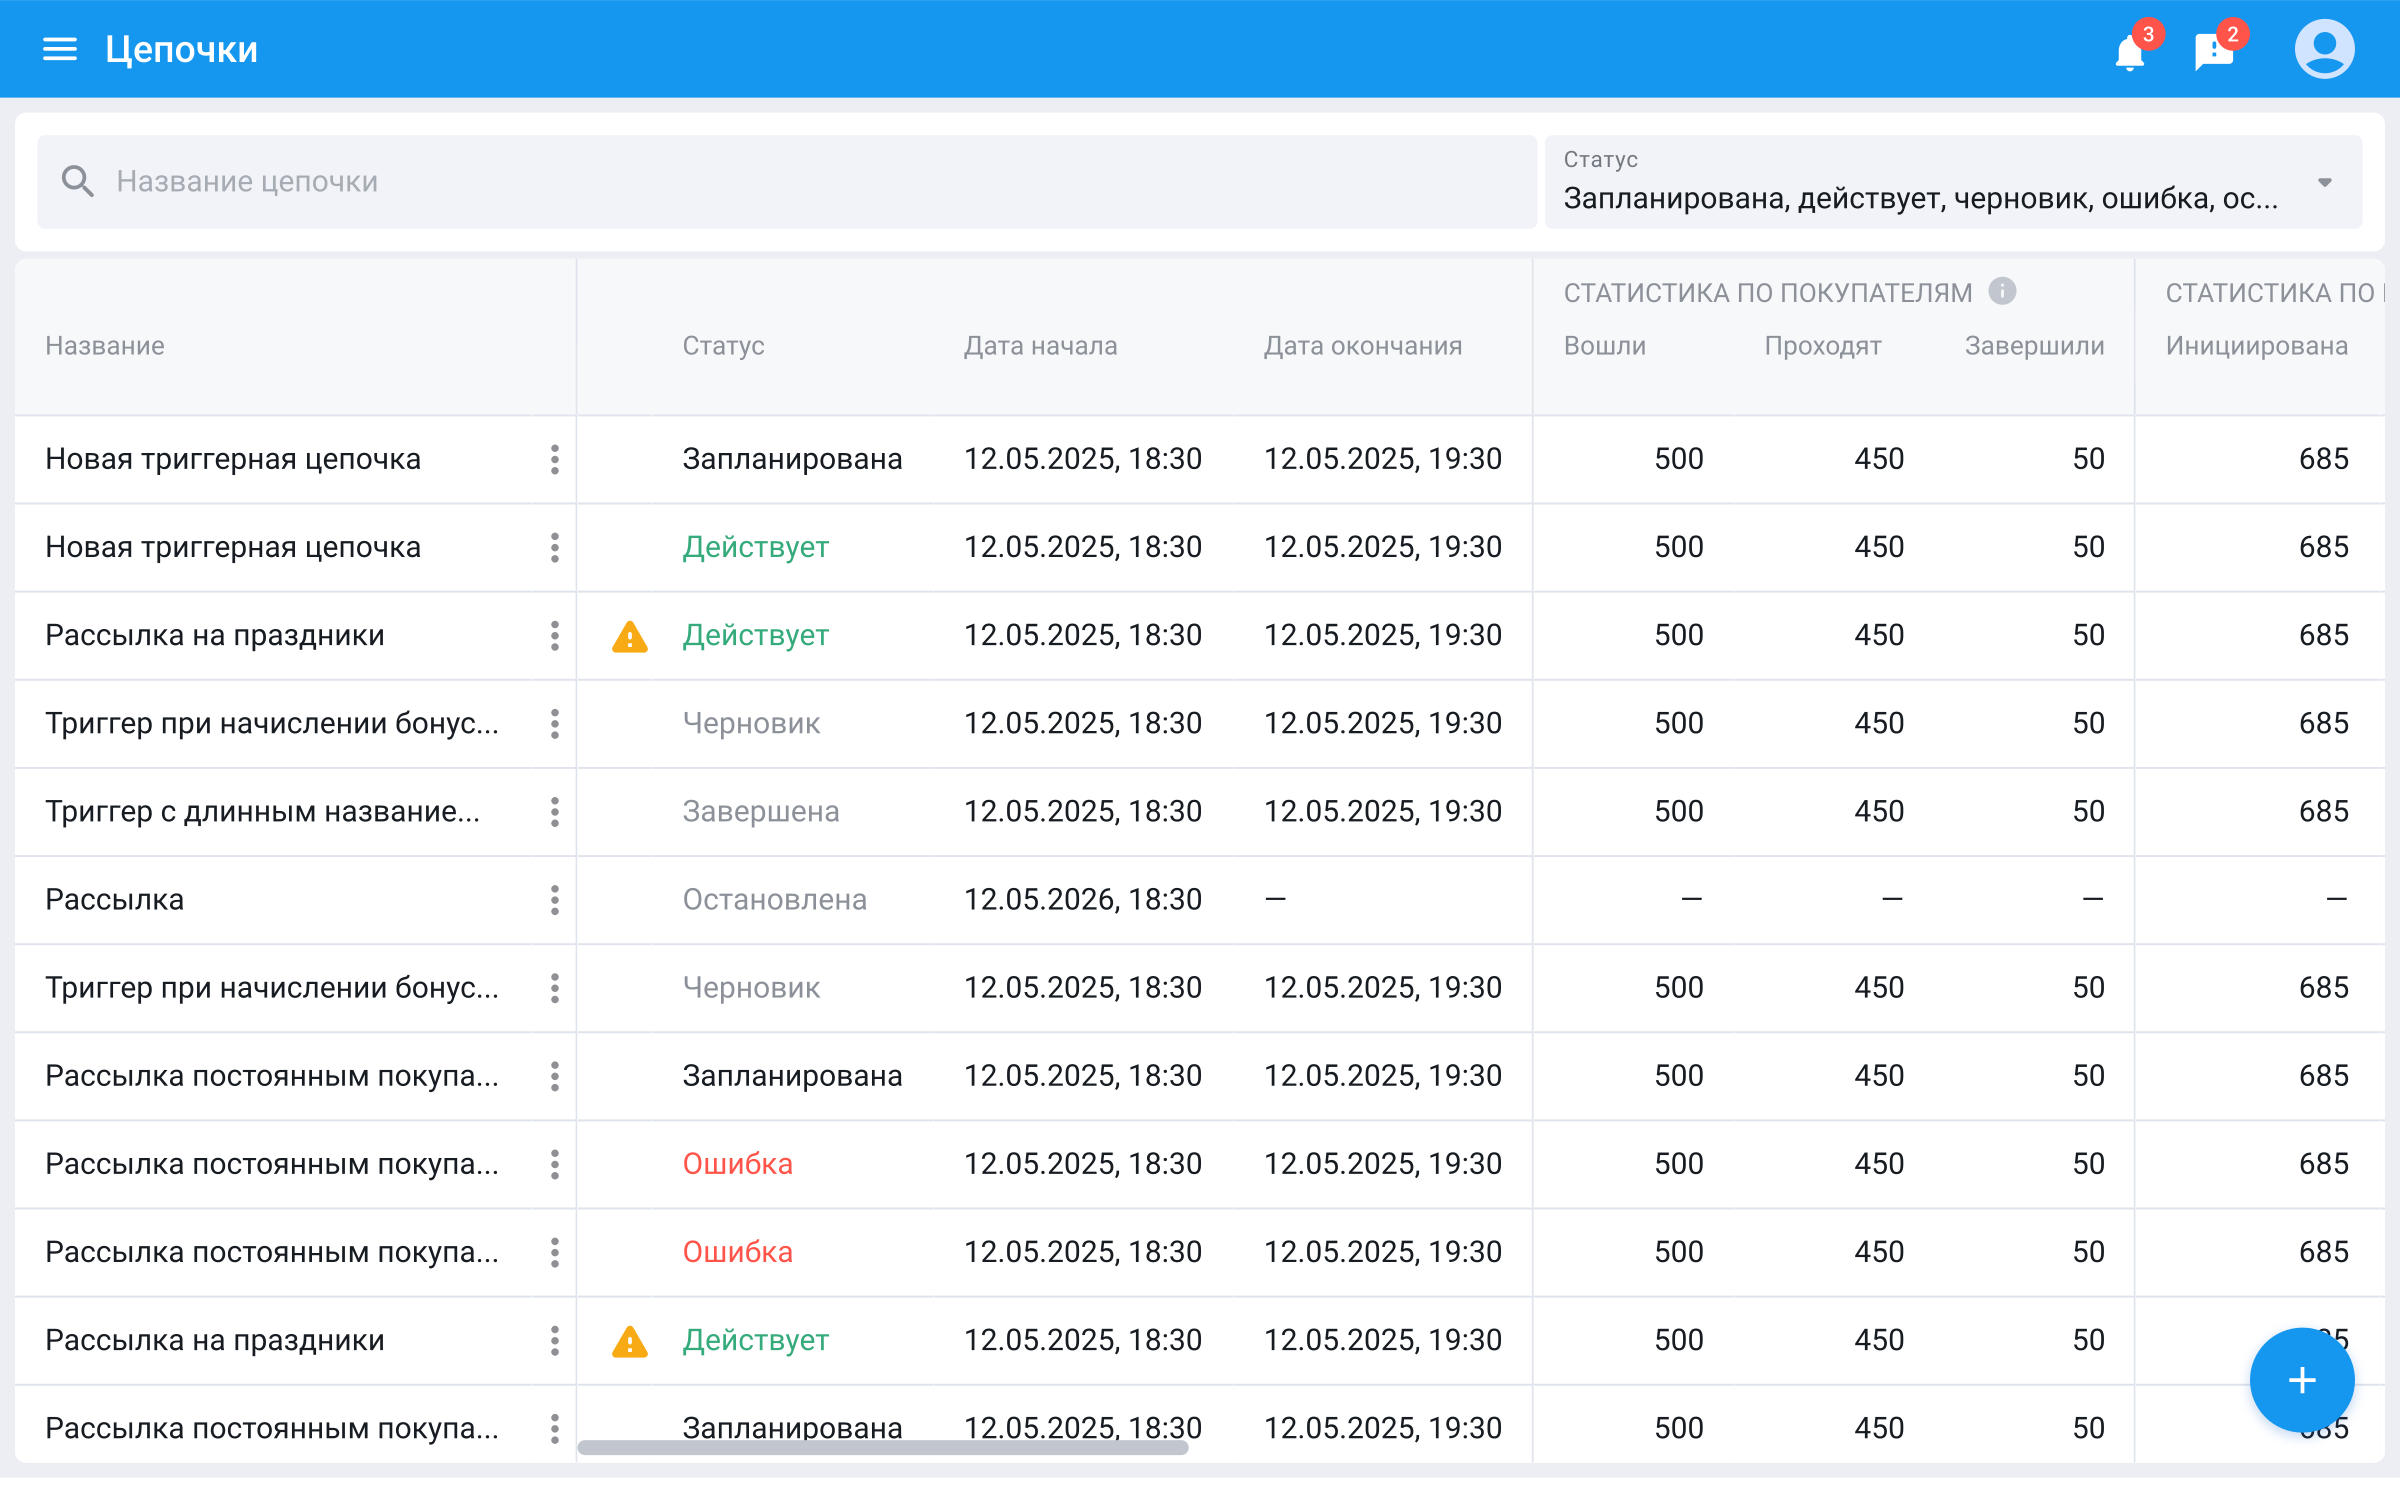 Цепочки
3
2
Название цепочки
Статус
Запланирована, действует, черновик, ошибка, ос...
СТАТИСТИКА ПО ПОКУПАТЕЛЯМ
СТАТИСТИКА ПО
Название Статус Дата начала Дата окончания Вошли Проходят Завершили Инициирована
Новая триггерная цепочка Запланирована 12.05.2025, 18:30 12.05.2025, 19:30 500 450 50 685
Новая триггерная цепочка Действует 12.05.2025, 18:30 12.05.2025, 19:30 500 450 50 685
Рассылка на праздники Действует 12.05.2025, 18:30 12.05.2025, 19:30 500 450 50 685
Триггер при начислении бонус... Черновик 12.05.2025, 18:30 12.05.2025, 19:30 500 450 50 685
Триггер с длинным название... Завершена 12.05.2025, 18:30 12.05.2025, 19:30 500 450 50 685
Рассылка Остановлена 12.05.2026, 18:30 — — — — —
Триггер при начислении бонус... Черновик 12.05.2025, 18:30 12.05.2025, 19:30 500 450 50 685
Рассылка постоянным покупа... Запланирована 12.05.2025, 18:30 12.05.2025, 19:30 500 450 50 685
Рассылка постоянным покупа... Ошибка 12.05.2025, 18:30 12.05.2025, 19:30 500 450 50 685
Рассылка постоянным покупа... Ошибка 12.05.2025, 18:30 12.05.2025, 19:30 500 450 50 685
Рассылка на праздники Действует 12.05.2025, 18:30 12.05.2025, 19:30 500 450 50
Рассылка постоянным покупа... Запланирована 12.05.2025, 18:30 12.05.2025, 19:30 500 450 50 685